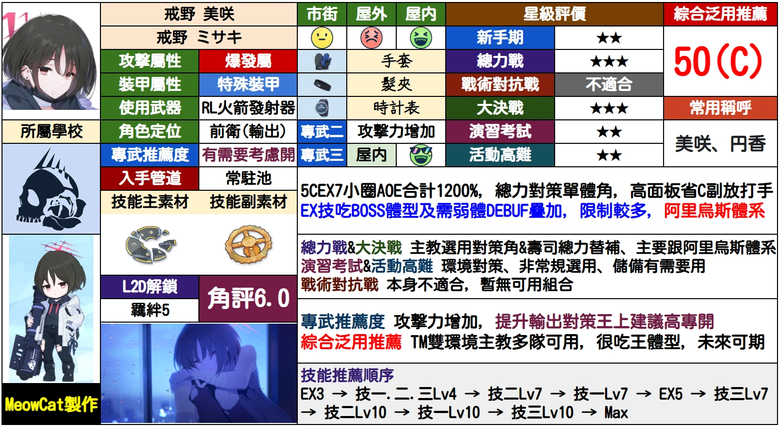 戒野 美咲
市街
屋外
屋内
星級評價
綜合泛用推薦
戒野 ミサキ
新手期
★★
50(C)
攻擊屬性
爆發屬
手套
總力戰
★★★
裝甲屬性
特殊裝甲
髮夾
戰術對抗戰
不適合
使用武器
RL火箭發射器
時計表
大決戰
★★★
常用稱呼
所屬學校
角色定位
前衛(輸出)
專武二
攻擊力增加
演習考試
★★
美咲、円香
專武推薦度
有需要考慮開
專武三
屋内
活動高難
★★
入手管道
常駐池
技能主素材
技能副素材
5CEX7小圈AOE合計1200%, 總力對策單體角, 高面板省C副放打手
EX技吃BOSS體型及需弱體DEBUF疊加, 限制較多, 阿里烏斯體系
總力戰&大決戰 主教選用對策角&壽司總力替補、主要跟阿里烏斯體系
演習考試&活動高難 環境對策、非常規選用、儲備有需要用
戰術對抗戰 本身不適合, 暫無可用組合
L2D解鎖
羈絆5
角評6.0
專武推薦度 攻擊力增加, 提升輸出對策王上建議高專開
綜合泛用推薦 TM雙環境主教多隊可用, 很吃王體型, 未來可期
技能推薦順序
EX3 → 技一.二.三Lv4 → 技二Lv7 → 技一Lv7 → EX5 → 技三Lv7
→ 技二Lv10 → 技一Lv10 → 技三Lv10 → Max
MeowCat製作